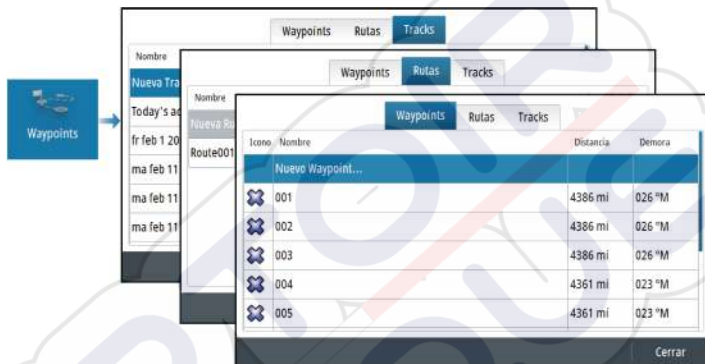 Waypoints
Waypoints Rutas Tracks
Nombre
Nueva Tra
Today's ac
fr feb 1 20
ma feb 11
ma feb 11
ma feb 11
Waypoints Rutas Tracks
Nombre
Nueva Ru
Route001
Waypoints Rutas Tracks
Icono Nombre Distancia Demora
Nuevo Waypoint...
001 4386 mi 026 °M
002 4386 mi 026 °M
003 4386 mi 026 °M
004 4361 mi 023 °M
005 4361 mi 023 °M
Cerrar